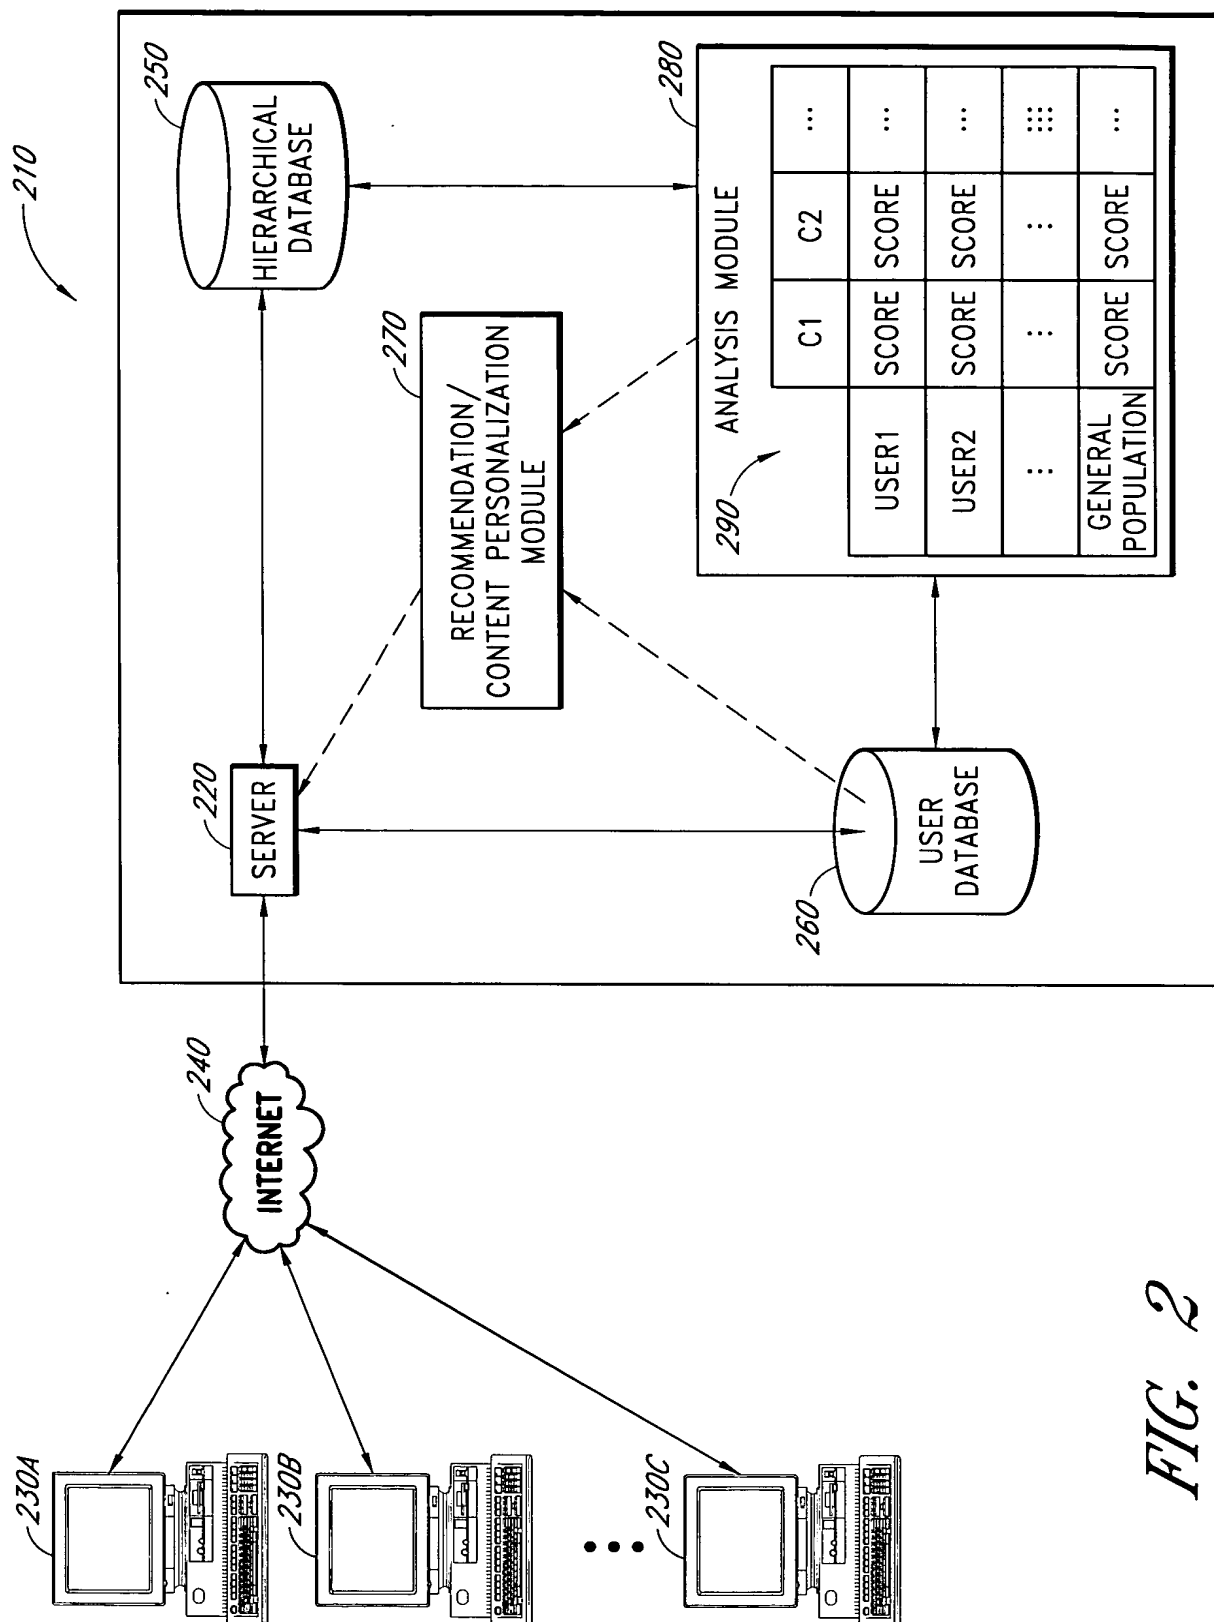 210
230A
230B
230C
240
INTERNET
220
SERVER
250
HIERARCHICAL
DATABASE
270
RECOMMENDATION/
CONTENT PERSONALIZATION
MODULE
260
USER
DATABASE
280
ANALYSIS MODULE
290
C1 C2 ...
USER1 SCORE SCORE ...
USER2 SCORE SCORE ...
GENERAL
POPULATION SCORE SCORE ...
FIG. 2